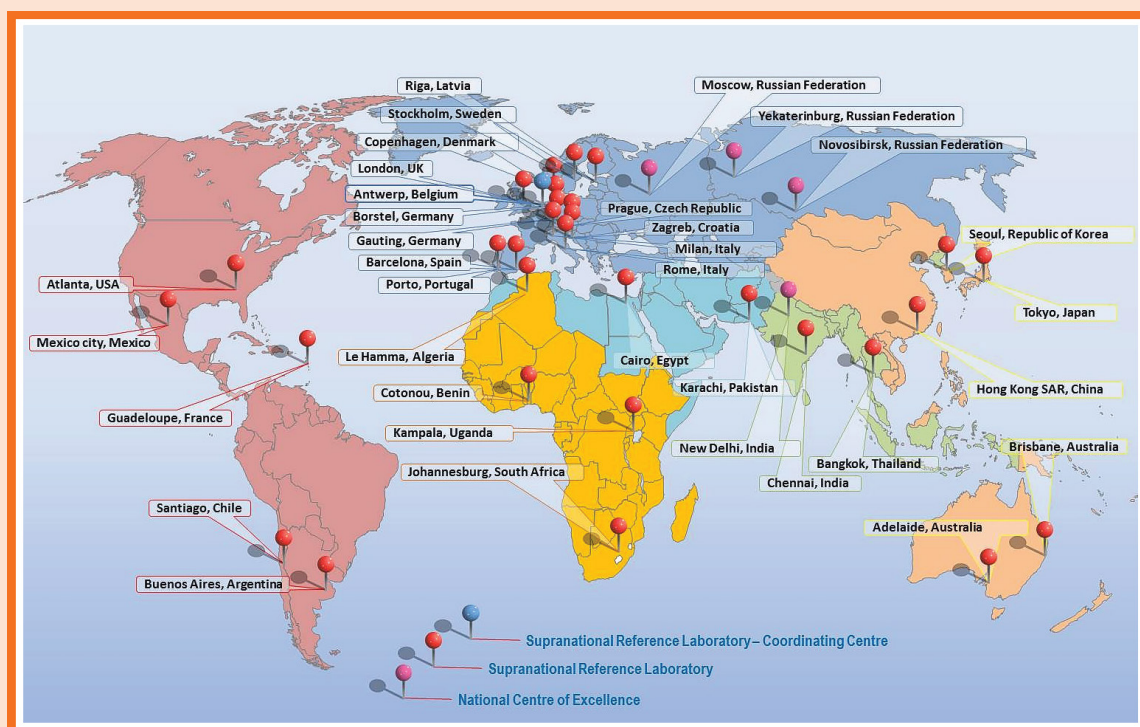 Riga, Latvia
Moscow, Russian Federation
Stockholm, Sweden
Yekaterinburg, Russian Federation
Copenhagen, Denmark
Novosibirsk, Russian Federation
London, UK
Antwerp, Belgium
Prague, Czech Republic
Borstel, Germany
Zagreb, Croatia
Seoul, Republic of Korea
Gauting, Germany
Milan, Italy
Barcelona, Spain
Rome, Italy
Atlanta, USA
Porto, Portugal
Tokyo, Japan
Mexico city, Mexico
Le Hamma, Algeria
Cairo, Egypt
Karachi, Pakistan
Hong Kong SAR, China
Cotonou, Benin
Guadeloupe, France
Kampala, Uganda
New Delhi, India
Brisbane, Australia
Bangkok, Thailand
Johannesburg, South Africa
Chennai, India
Santiago, Chile
Adelaide, Australia
Buenos Aires, Argentina
Supranational Reference Laboratory – Coordinating Centre
Supranational Reference Laboratory
National Centre of Excellence